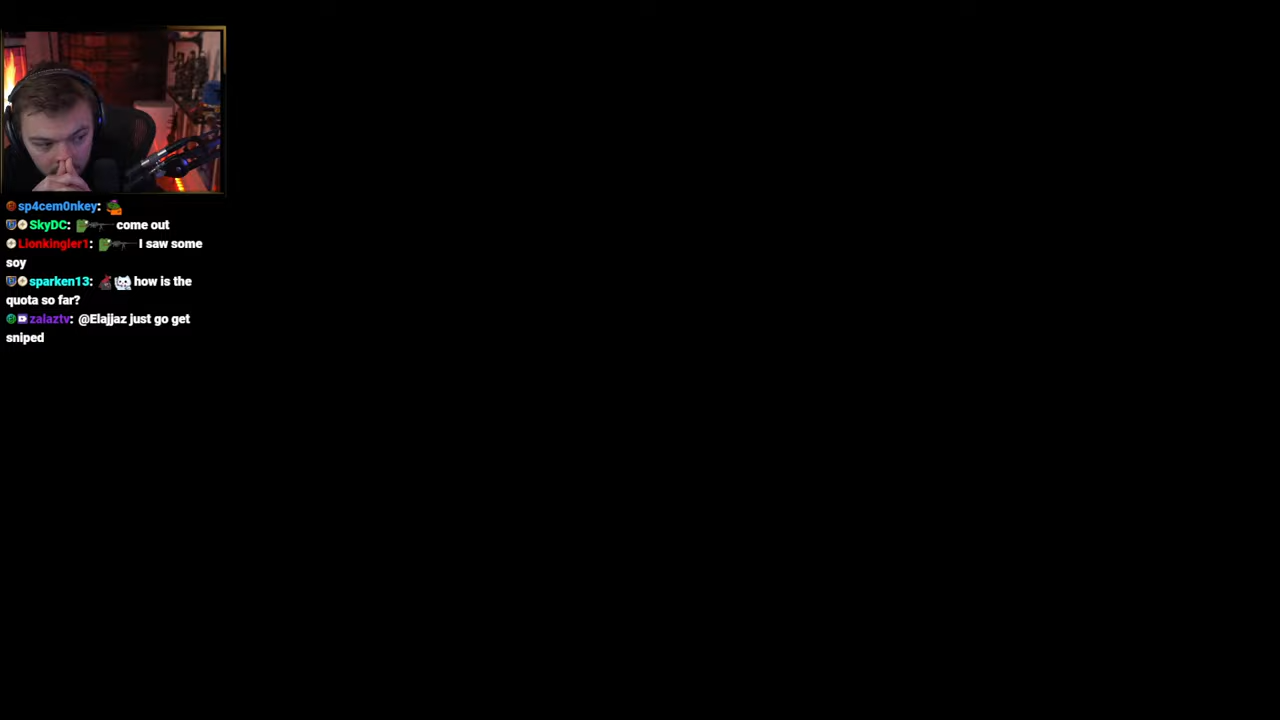 sp4cem0nkey:
SkyDC: come out
Lionkingler1: I saw some
soy
sparken13: how is the
quota so far?
zalaztv: @Elajjaz just go get
sniped